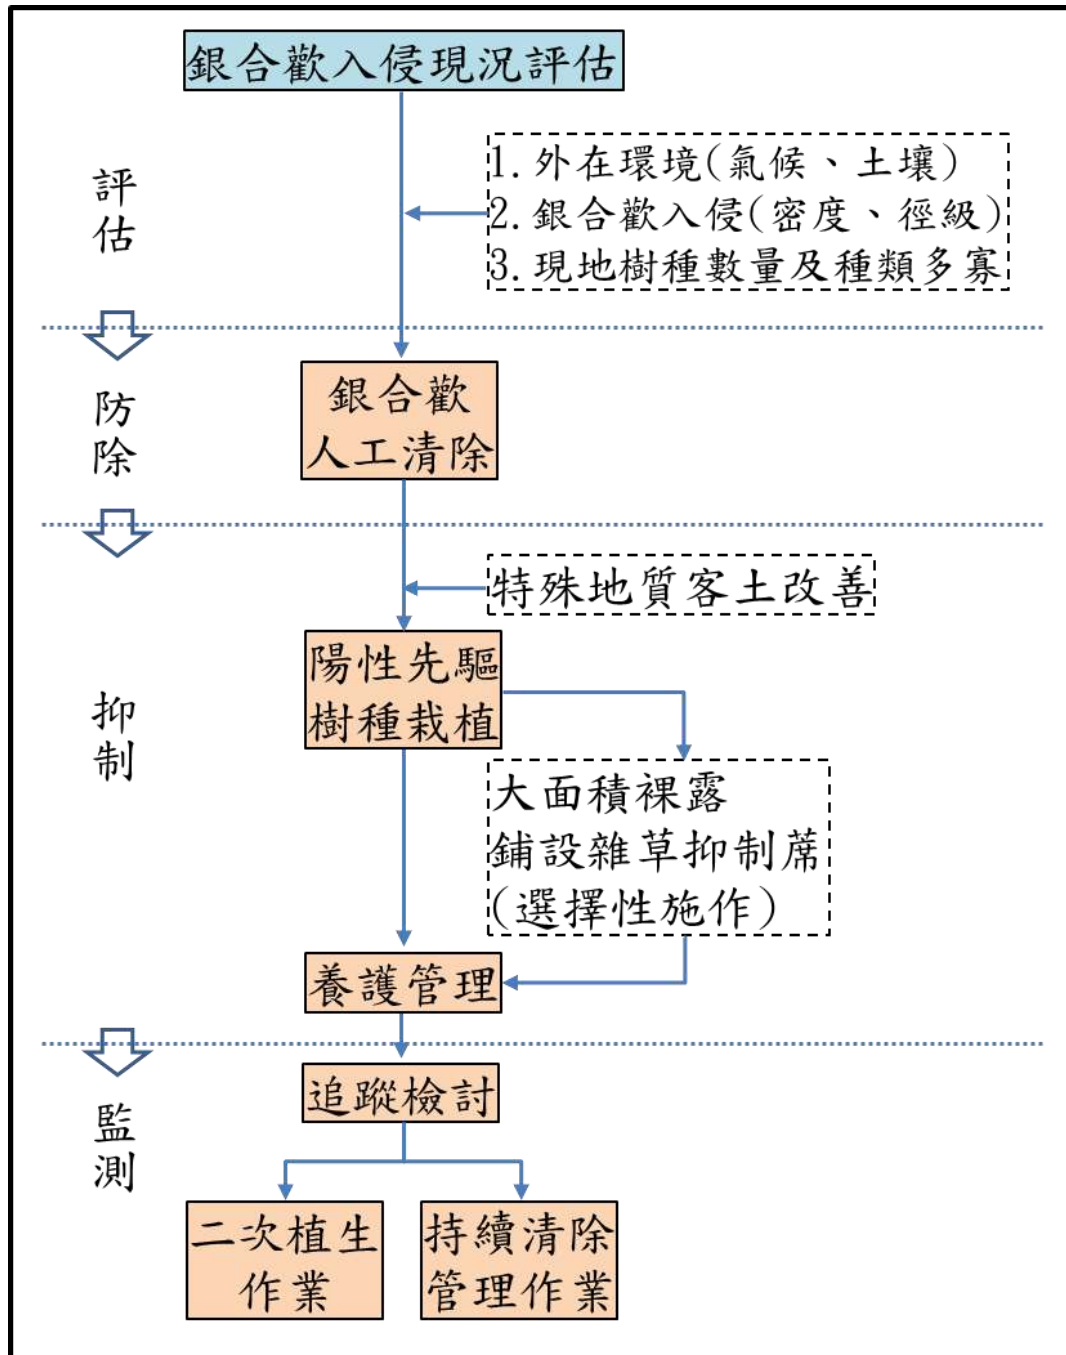 銀合歡入侵現況評估
評估
1. 外在環境(氣候、土壤)
2. 銀合歡入侵(密度、徑級)
3. 現地樹種數量及種類多寡
防除
銀合歡
人工清除
抑制
特殊地質客土改善
陽性先驅
樹種栽植
大面積裸露
鋪設雜草抑制蓆
(選擇性施作)
養護管理
監測
追蹤檢討
二次植生
作業
持續清除
管理作業